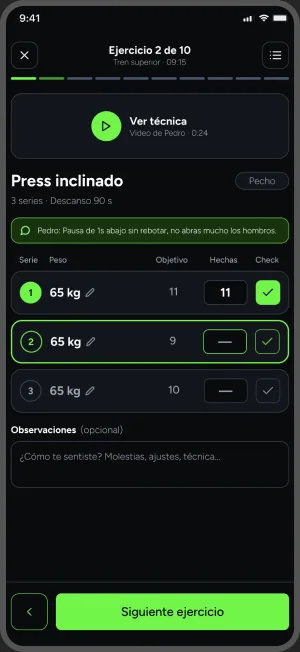 9:41
Ejercicio 2 de 10
Tren superior · 09:15
Ver técnica
Video de Pedro · 0:24
Press inclinado
Pecho
3 series · Descanso 90 s
Pedro: Pausa de 1s abajo sin rebotar, no abras mucho los hombros.
Serie Peso Objetivo Hechas Check
1 65 kg 11 11
2 65 kg 9 —
3 65 kg 10 —
Observaciones (opcional)
¿Cómo te sentiste? Molestias, ajustes, técnica...
Siguiente ejercicio